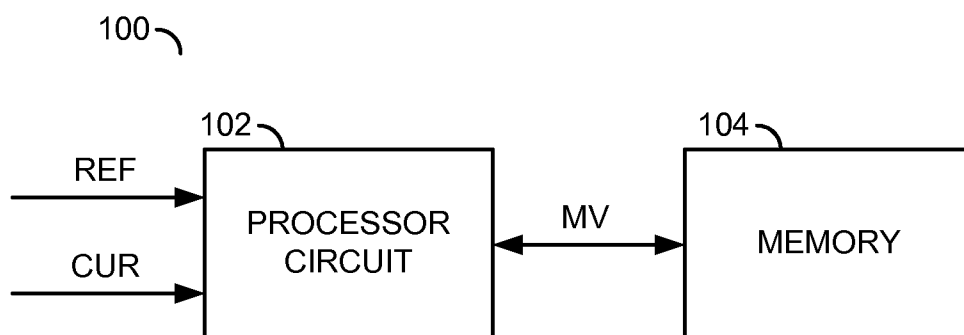 100
102
104
REF
PROCESSOR
CIRCUIT
MV
MEMORY
CUR